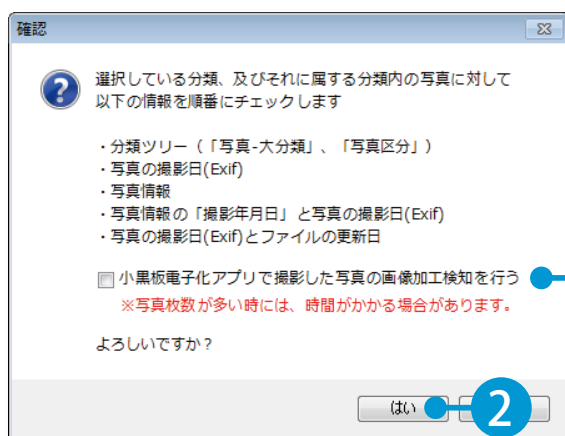 確認
選択している分類、及びそれに属する分類内の写真に対して
以下の情報を順番にチェックします
・分類ツリー（「写真-大分類」、「写真区分」）
・写真の撮影日(Exif)
・写真情報
・写真情報の「撮影年月日」と写真の撮影日(Exif)
・写真の撮影日(Exif)とファイルの更新日
小黒板電子化アプリで撮影した写真の画像加工検知を行う
※写真枚数が多い時には、時間がかかる場合があります。
よろしいですか？
はい
2